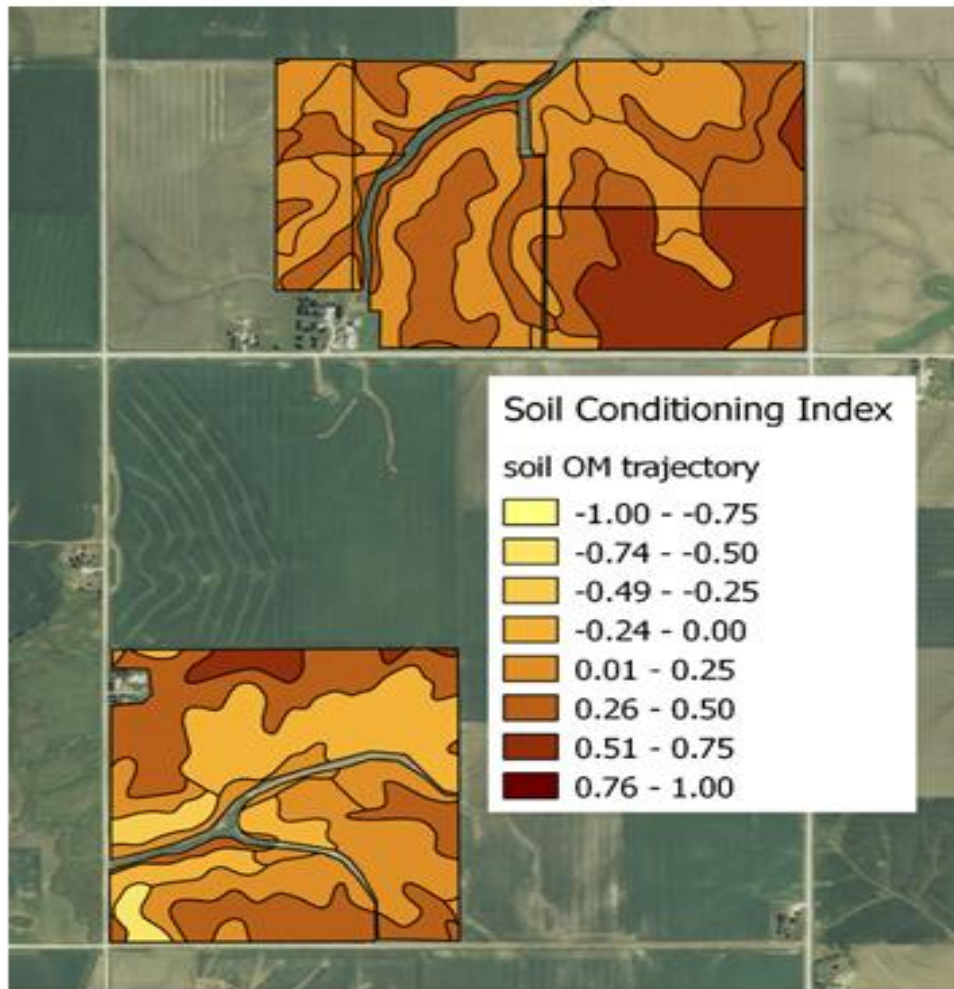 Soil Conditioning Index
soil OM trajectory
-1.00 - -0.75
-0.74 - -0.50
-0.49 - -0.25
-0.24 - 0.00
0.01 - 0.25
0.26 - 0.50
0.51 - 0.75
0.76 - 1.00